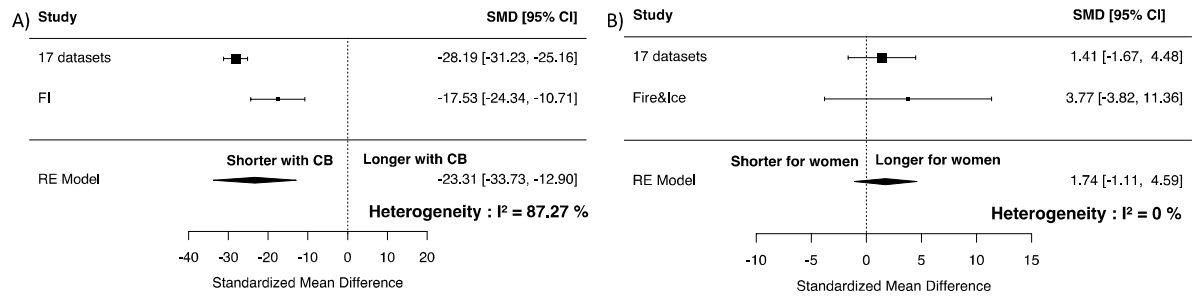 A) Study SMD [95% CI]
17 datasets -28.19 [-31.23, -25.16]
FI -17.53 [-24.34, -10.71]
Shorter with CB Longer with CB
RE Model -23.31 [-33.73, -12.90]
Heterogeneity : I² = 87.27 %
-40 -30 -20 -10 0 10 20
Standardized Mean Difference
B) Study SMD [95% CI]
17 datasets 1.41 [-1.67, 4.48]
Fire&Ice 3.77 [-3.82, 11.36]
Shorter for women Longer for women
RE Model 1.74 [-1.11, 4.59]
Heterogeneity : I² = 0 %
-10 -5 0 5 10 15
Standardized Mean Difference